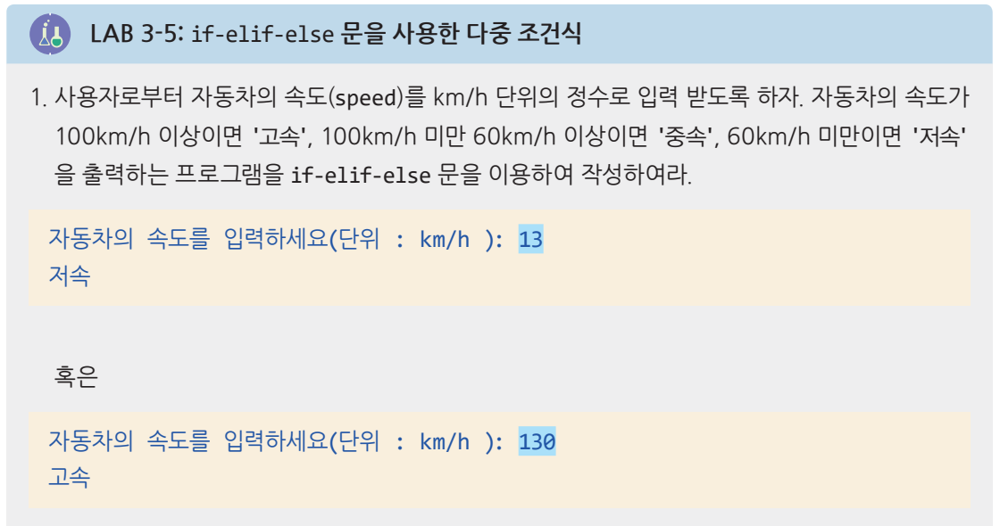 LAB 3-5: if-elif-else 문을 사용한 다중 조건식
1. 사용자로부터 자동차의 속도(speed)를 km/h 단위의 정수로 입력 받도록 하자. 자동차의 속도가
100km/h 이상이면 '고속', 100km/h 미만 60km/h 이상이면 '중속', 60km/h 미만이면 '저속'
을 출력하는 프로그램을 if-elif-else 문을 이용하여 작성하여라.
자동차의 속도를 입력하세요(단위 : km/h ): 13
저속
혹은
자동차의 속도를 입력하세요(단위 : km/h ): 130
고속